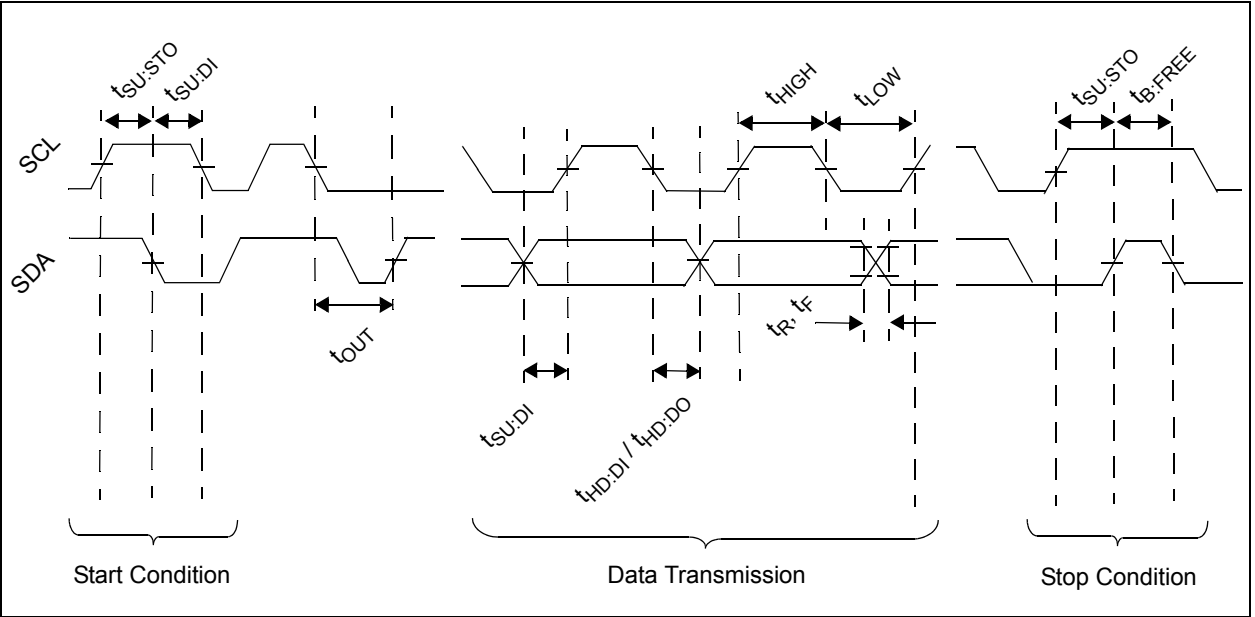 tSU:STO
tSU:DI
tHIGH
tLOW
tSU:STO
tB:FREE
SCL
SDA
tOUT
tR, tF
tSU:DI
tHD:DI / tHD:DO
Start Condition
Data Transmission
Stop Condition